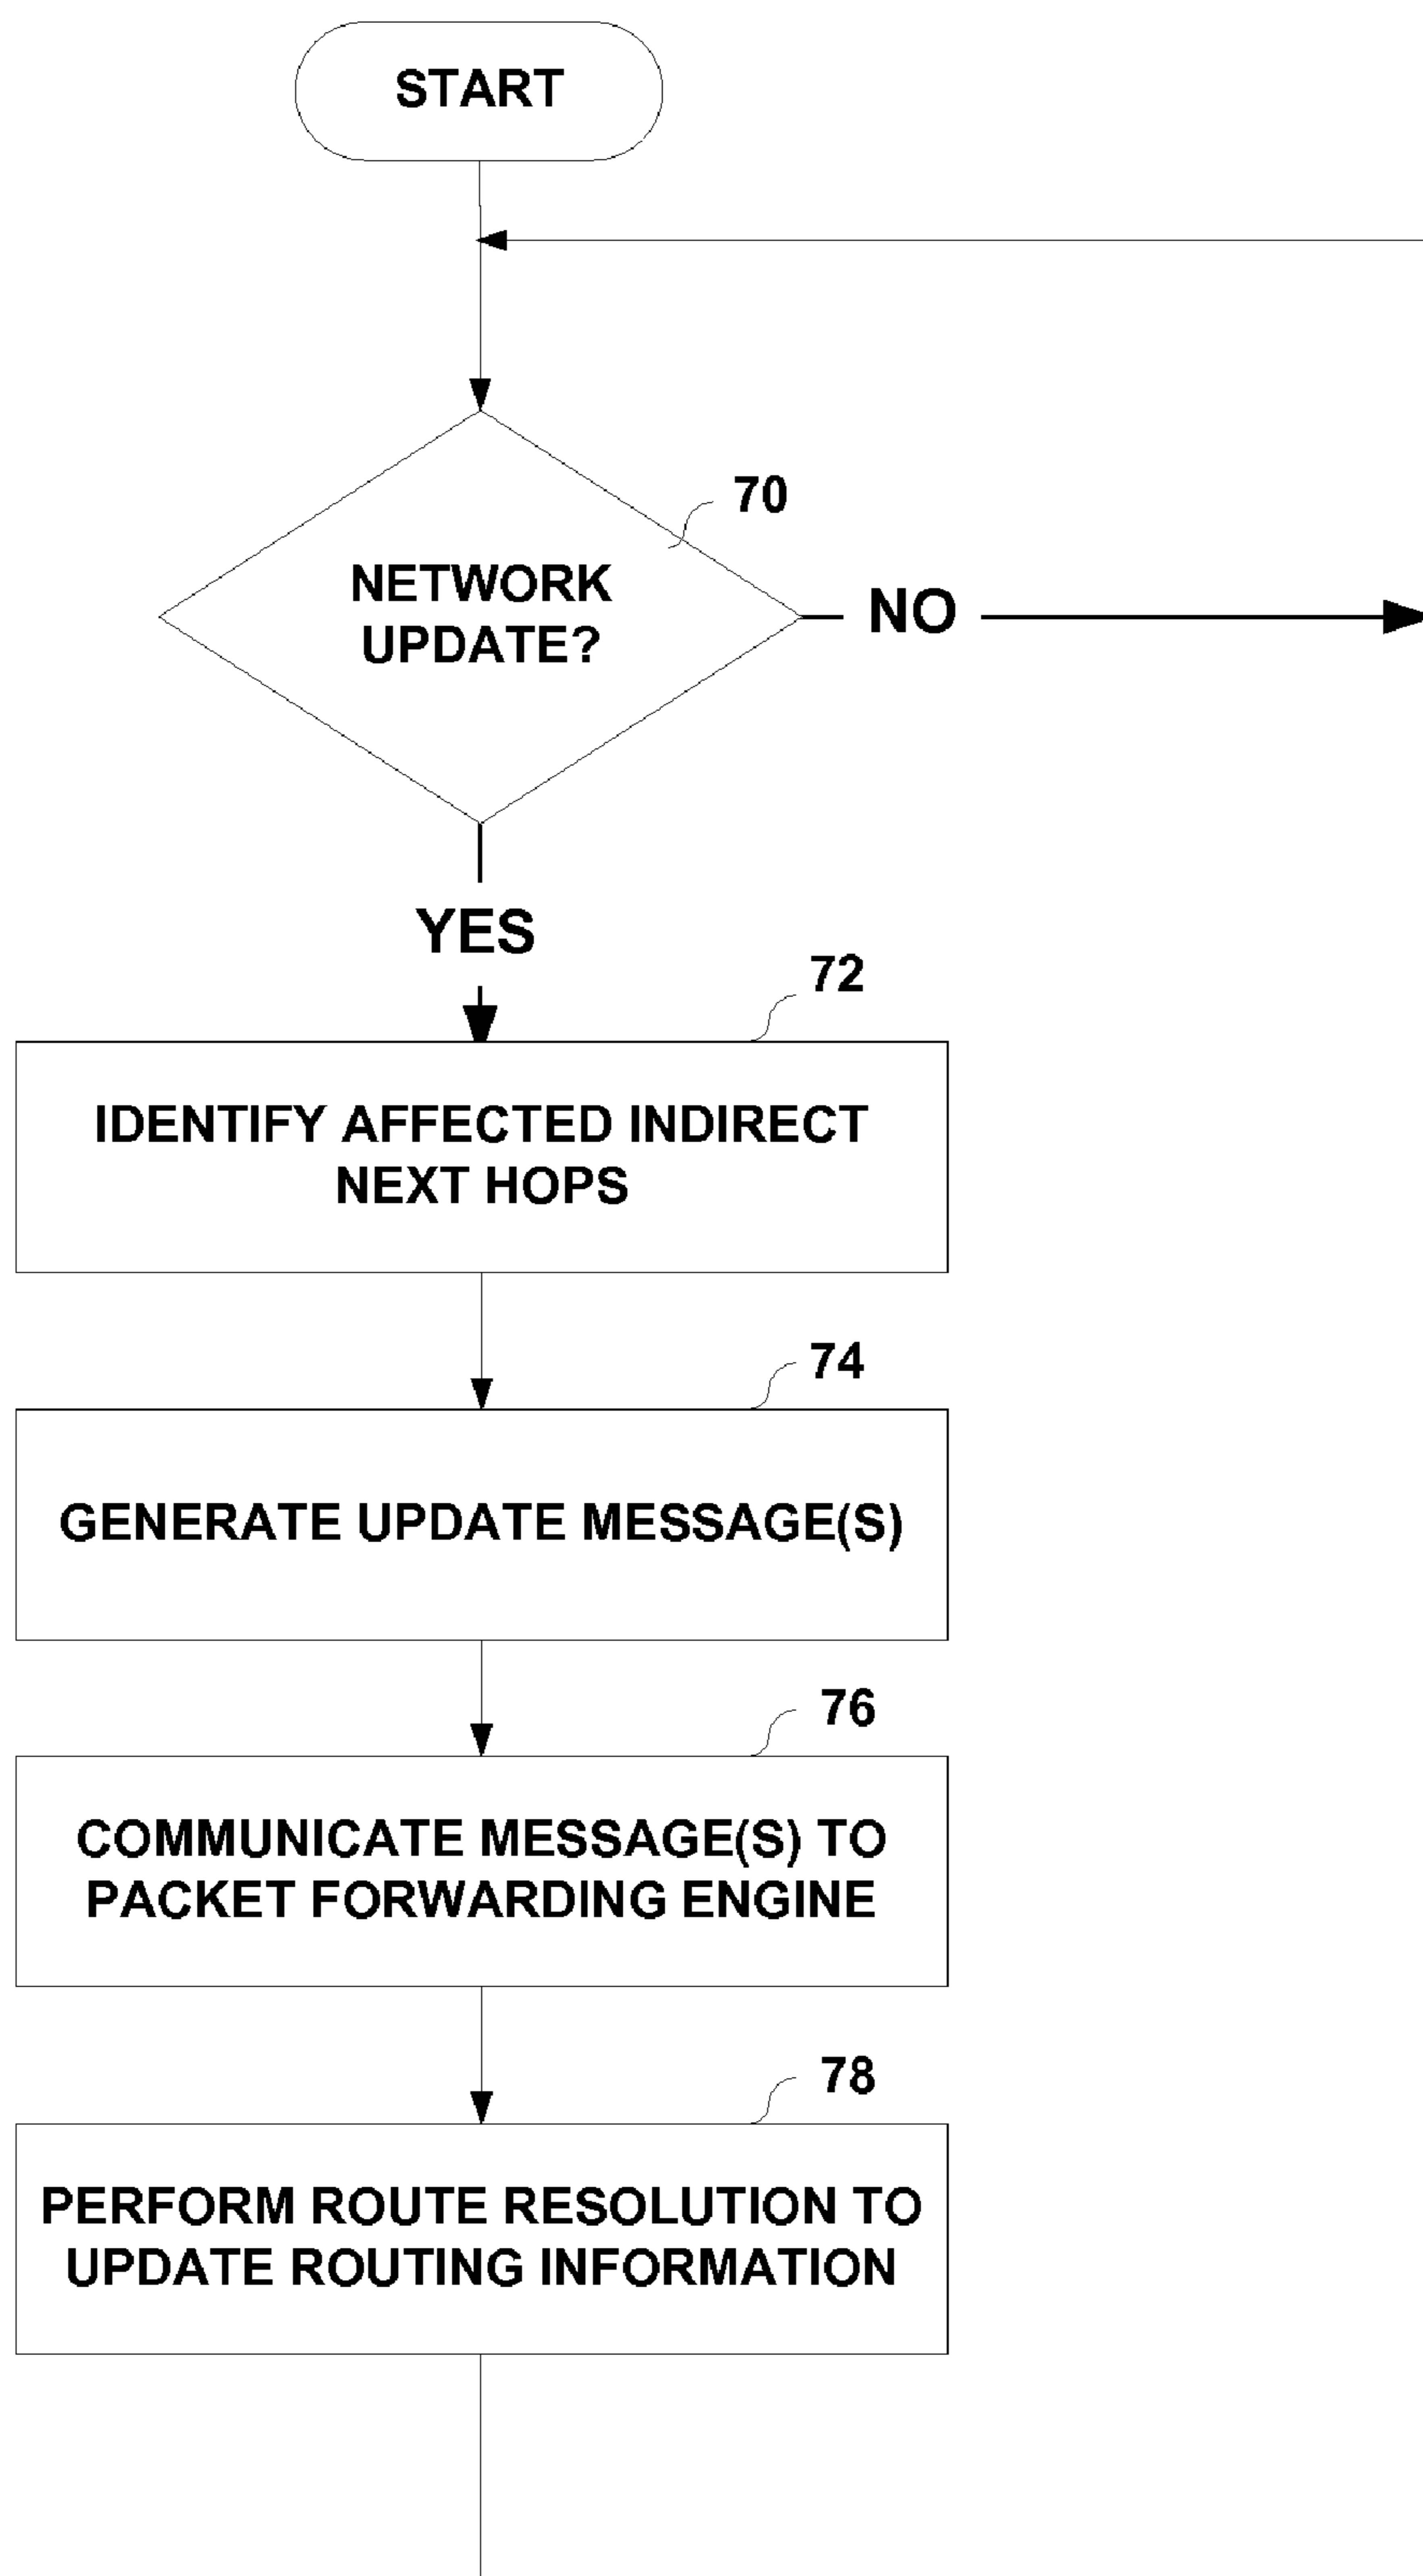 START
70
NETWORK
UPDATE?
NO
YES
72
IDENTIFY AFFECTED INDIRECT
NEXT HOPS
74
GENERATE UPDATE MESSAGE(S)
76
COMMUNICATE MESSAGE(S) TO
PACKET FORWARDING ENGINE
78
PERFORM ROUTE RESOLUTION TO
UPDATE ROUTING INFORMATION